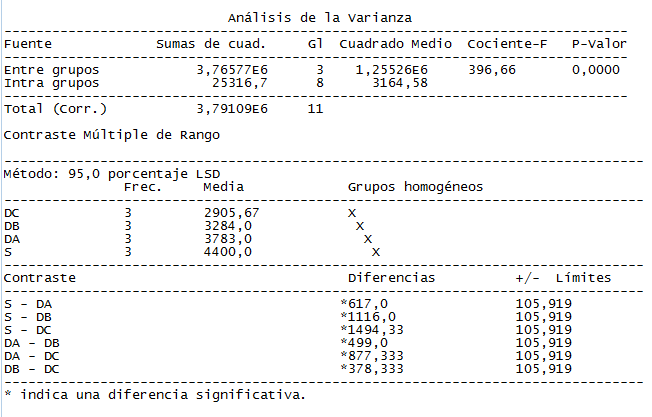 Análisis de la Varianza
Fuente Sumas de cuad. Gl Cuadrado Medio Cociente-F P-Valor
Entre grupos 3,76577E6 3 1,25526E6 396,66 0,0000
Intra grupos 25316,7 8 3164,58
Total (Corr.) 3,79109E6 11
Contraste Múltiple de Rango
Método: 95,0 porcentaje LSD
Frec. Media Grupos homogéneos
DC 3 2905,67 X
DB 3 3284,0 X
DA 3 3783,0 X
S 3 4400,0 X
Contraste Diferencias +/- Límites
S - DA *617,0 105,919
S - DB *1116,0 105,919
S - DC *1494,33 105,919
DA - DB *499,0 105,919
DA - DC *877,333 105,919
DB - DC *378,333 105,919
* indica una diferencia significativa.